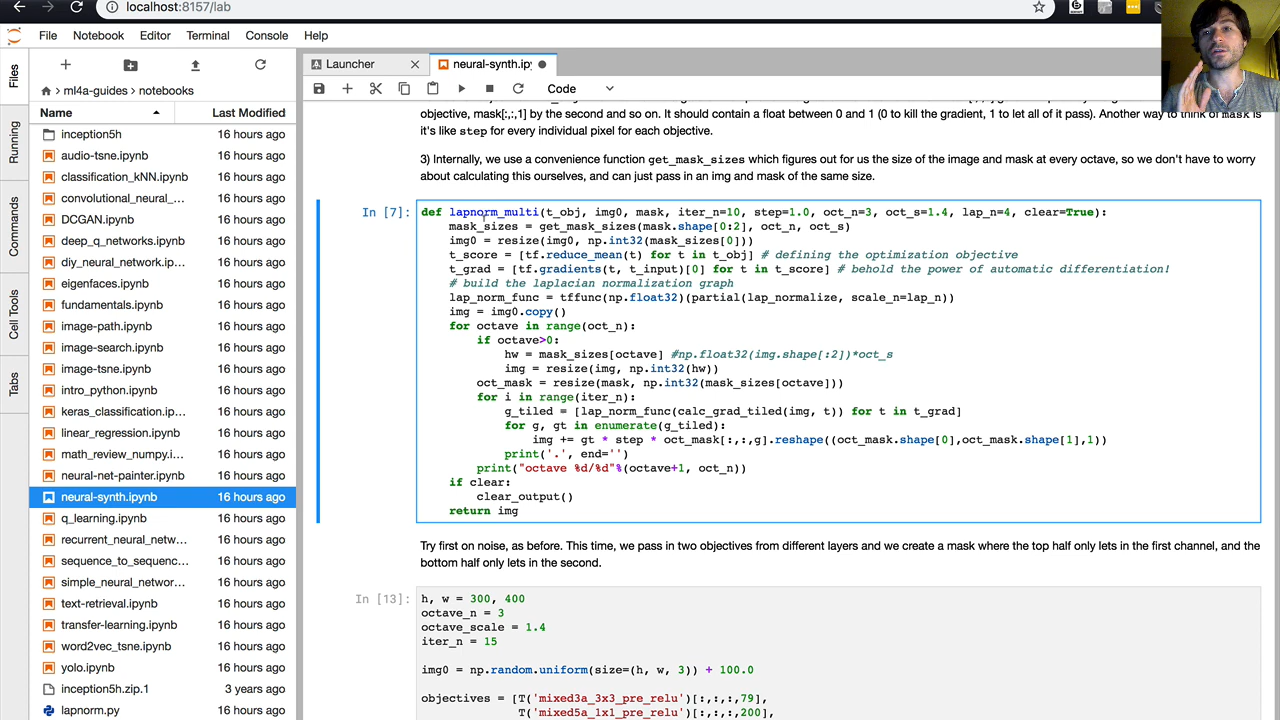 localhost:8157/lab
File Notebook Editor Terminal Console Help
Files
Running
Commands
Cell Tools
Tabs
ml4a-guides > notebooks
Name Last Modified
inception5h 16 hours ago
audio-tsne.ipynb 16 hours ago
classification_kNN.ipynb 16 hours ago
convolutional_neural_... 16 hours ago
DCGAN.ipynb 16 hours ago
deep_q_networks.ipynb 16 hours ago
diy_neural_network.ip... 16 hours ago
eigenfaces.ipynb 16 hours ago
fundamentals.ipynb 16 hours ago
image-path.ipynb 16 hours ago
image-search.ipynb 16 hours ago
image-tsne.ipynb 16 hours ago
intro_python.ipynb 16 hours ago
keras_classification.ip... 16 hours ago
linear_regression.ipynb 16 hours ago
math_review_numpy.i... 16 hours ago
neural-net-painter.ipynb 16 hours ago
neural-synth.ipynb 16 hours ago
q_learning.ipynb 16 hours ago
recurrent_neural_netw... 16 hours ago
sequence_to_sequenc... 16 hours ago
simple_neural_networ... 16 hours ago
text-retrieval.ipynb 16 hours ago
transfer-learning.ipynb 16 hours ago
word2vec_tsne.ipynb 16 hours ago
yolo.ipynb 16 hours ago
inception5h.zip.1 3 years ago
lapnorm.py 16 hours ago
Launcher neural-synth.ipy
Code
objective, mask[:,:,1] by the second and so on. It should contain a float between 0 and 1 (0 to kill the gradient, 1 to let all of it pass). Another way to think of mask is
it's like step for every individual pixel for each objective.
3) Internally, we use a convenience function get_mask_sizes which figures out for us the size of the image and mask at every octave, so we don't have to worry
about calculating this ourselves, and can just pass in an img and mask of the same size.
In [7]:
def lapnorm_multi(t_obj, img0, mask, iter_n=10, step=1.0, oct_n=3, oct_s=1.4, lap_n=4, clear=True):
mask_sizes = get_mask_sizes(mask.shape[0:2], oct_n, oct_s)
img0 = resize(img0, np.int32(mask_sizes[0]))
t_score = [tf.reduce_mean(t) for t in t_obj] # defining the optimization objective
t_grad = [tf.gradients(t, t_input)[0] for t in t_score] # behold the power of automatic differentiation!
# build the laplacian normalization graph
lap_norm_func = tffunc(np.float32)(partial(lap_normalize, scale_n=lap_n))
img = img0.copy()
for octave in range(oct_n):
if octave>0:
hw = mask_sizes[octave] #np.float32(img.shape[:2])*oct_s
img = resize(img, np.int32(hw))
oct_mask = resize(mask, np.int32(mask_sizes[octave]))
for i in range(iter_n):
g_tiled = [lap_norm_func(calc_grad_tiled(img, t)) for t in t_grad]
for g, gt in enumerate(g_tiled):
img += gt * step * oct_mask[:,:,g].reshape((oct_mask.shape[0],oct_mask.shape[1],1))
print('.', end='')
print("octave %d/%d"%(octave+1, oct_n))
if clear:
clear_output()
return img
Try first on noise, as before. This time, we pass in two objectives from different layers and we create a mask where the top half only lets in the first channel, and the
bottom half only lets in the second.
In [13]:
h, w = 300, 400
octave_n = 3
octave_scale = 1.4
iter_n = 15
img0 = np.random.uniform(size=(h, w, 3)) + 100.0
objectives = [T('mixed3a_3x3_pre_relu')[:,:,:,79],
T('mixed5a_1x1_pre_relu')[:,:,:,200],